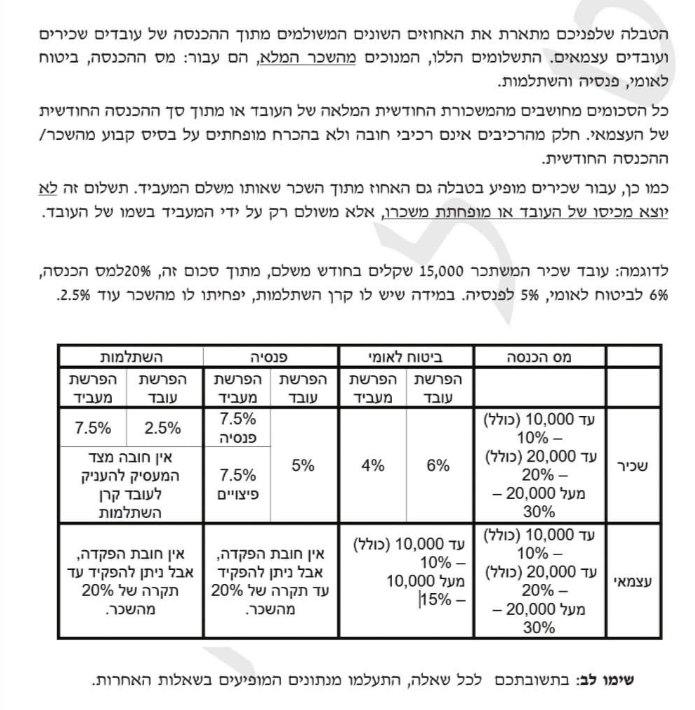 הטבלה שלפניכם מתארת את האחוזים השונים המשולמים מתוך ההכנסה של עובדים שכירים
ועובדים עצמאים. התשלומים הללו, המנוכים מהשכר המלא, הם עבור: מס הכנסה, ביטוח
לאומי, פנסיה והשתלמות.
כל הסכומים מחושבים מהמשכורת החודשית המלאה של העובד או מתוך סך ההכנסה החודשית
של העצמאי. חלק מהרכיבים אינם רכיבי חובה ולא בהכרח מופחתים על בסיס קבוע מהשכר/
ההכנסה החודשית.
כמו כן, עבור שכירים מופיע בטבלה גם האחוז מתוך השכר שאותו משלם המעביד. תשלום זה לא
יוצא מכיסו של העובד או מופחתת משכרו, אלא משולם רק על ידי המעביד בשמו של העובד.
לדוגמה: עובד שכיר המשתכר 15,000 שקלים בחודש משלם, מתוך סכום זה, 20%למס הכנסה,
6% לביטוח לאומי, 5% לפנסיה. במידה שיש לו קרן השתלמות, יפחיתו לו מהשכר עוד 2.5%.
מס הכנסה ביטוח לאומי פנסיה השתלמות
הפרשת הפרשת הפרשת הפרשת הפרשת הפרשת
עובד מעביד עובד מעביד עובד מעביד
שכיר
עד 10,000 (כולל)
– 10%
עד 20,000 (כולל)
– 20%
מעל 20,000 –
30%
6%
4%
5%
7.5%
פנסיה
7.5%
פיצויים
2.5%
7.5%
אין חובה מצד
המעסיק להעניק
לעובד קרן
השתלמות
עצמאי
עד 10,000 (כולל)
– 10%
עד 20,000 (כולל)
– 20%
מעל 20,000 –
30%
עד 10,000 (כולל)
– 10%
מעל 10,000
– 15%
אין חובת הפקדה,
אבל ניתן להפקיד
עד תקרה של 20%
מהשכר.
אין חובת הפקדה,
אבל ניתן להפקיד עד
תקרה של 20%
מהשכר.
שימו לב: בתשובתכם לכל שאלה, התעלמו מנתונים המופיעים בשאלות האחרות.